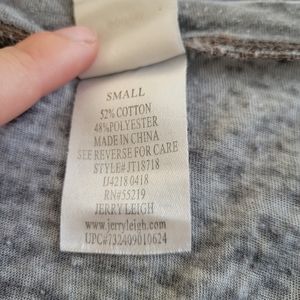 SMALL
52% COTTON
48%POLYESTER
MADE IN CHINA
SEE REVERSE FOR CARE
STYLE#JT18718
IJ4218 0418
RN#55219
JERRY LEIGH
www.jerryleigh.com
UPC#732409010624